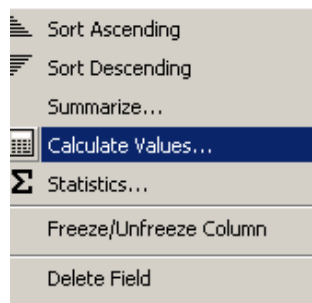 Sort Ascending
Sort Descending
Summarize...
Calculate Values...
Σ Statistics...
Freeze/Unfreeze Column
Delete Field